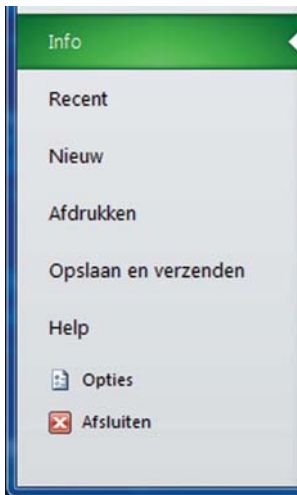 Info
Recent
Nieuw
Afdrukken
Opslaan en verzenden
Help
Opties
Afsluiten